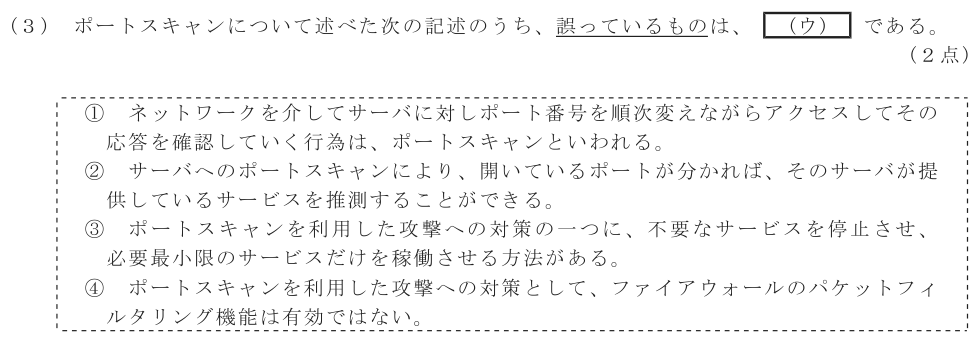 （３）　ポートスキャンについて述べた次の記述のうち、誤っているものは、（ウ）である。
（２点）
①　ネットワークを介してサーバに対しポート番号を順次変えながらアクセスしてその
応答を確認していく行為は、ポートスキャンといわれる。
②　サーバへのポートスキャンにより、開いているポートが分かれば、そのサーバが提
供しているサービスを推測することができる。
③　ポートスキャンを利用した攻撃への対策の一つに、不要なサービスを停止させ、
必要最小限のサービスだけを稼働させる方法がある。
④　ポートスキャンを利用した攻撃への対策として、ファイアウォールのパケットフィ
ルタリング機能は有効ではない。